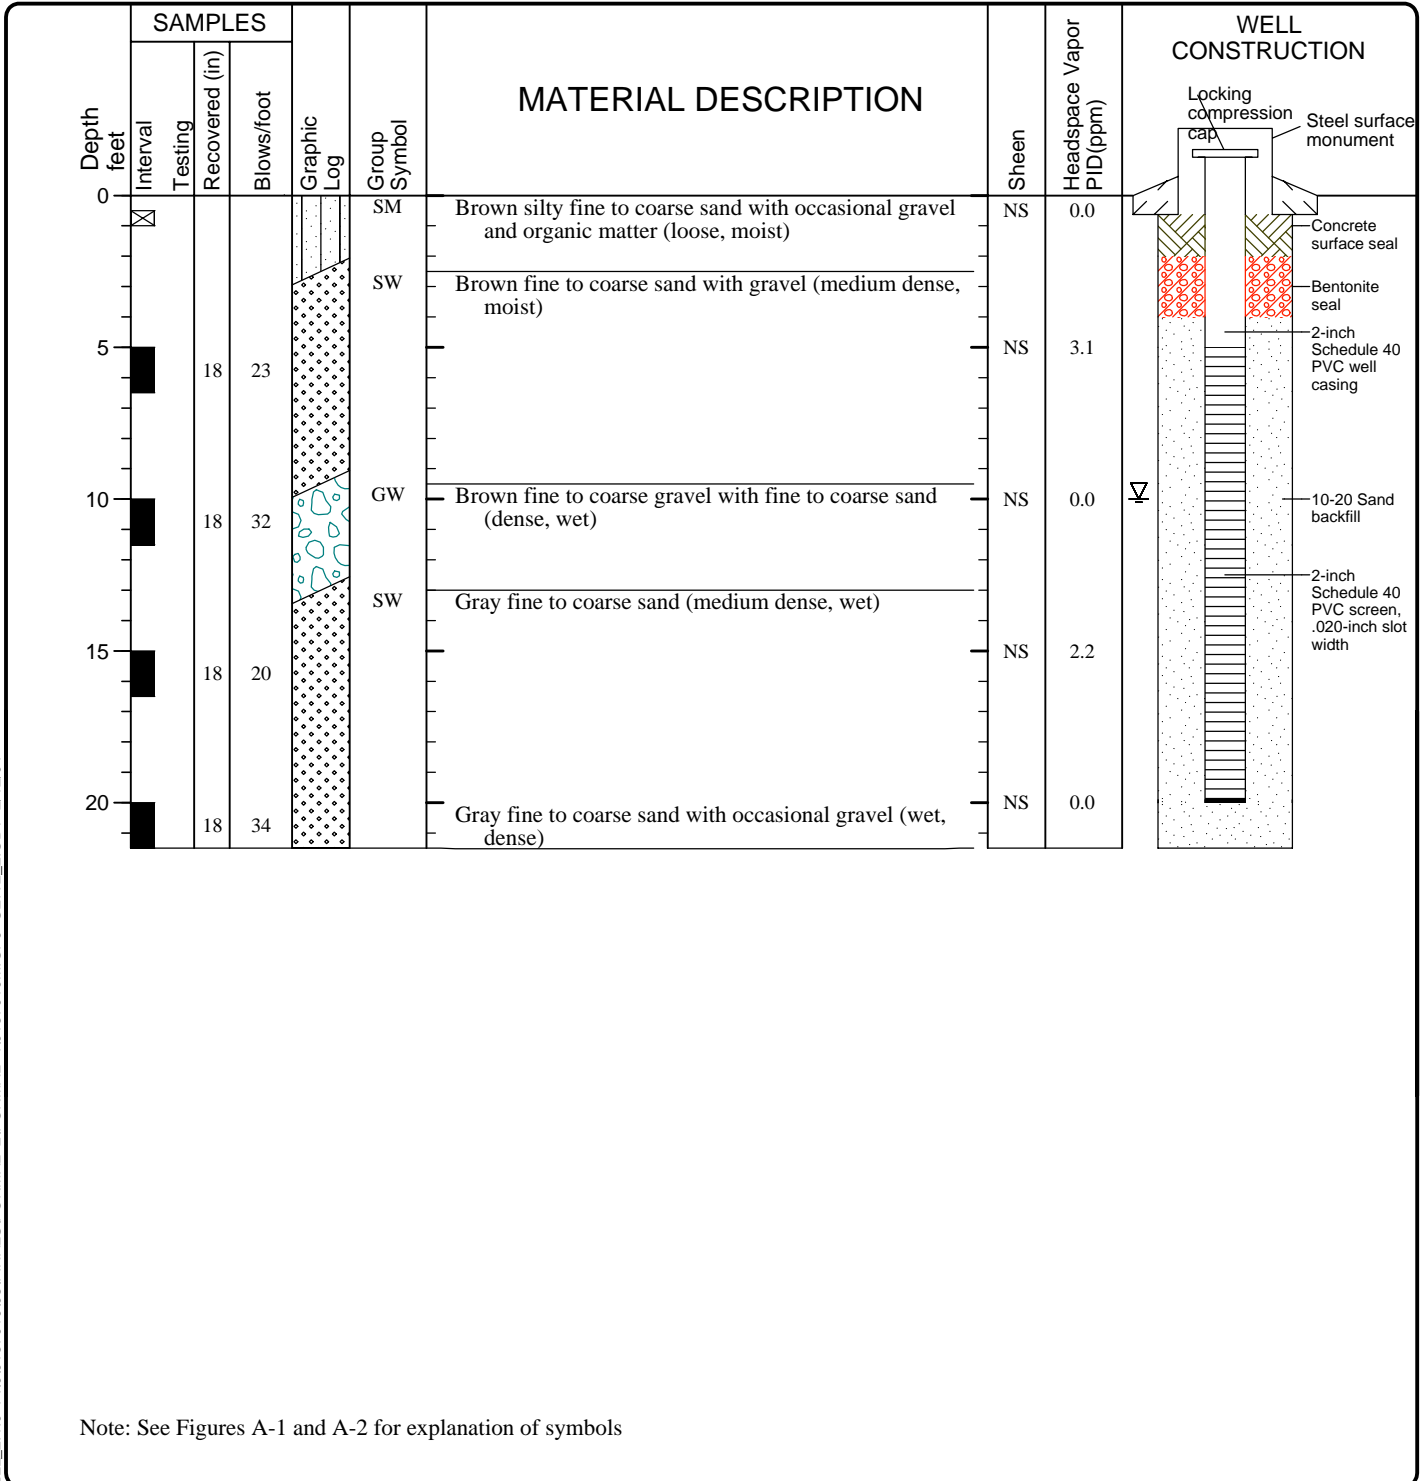 SAMPLES
Depth
feet
Interval
Testing
Recovered (in)
Blows/foot
Graphic
Log
Group
Symbol
MATERIAL DESCRIPTION
Sheen
Headspace Vapor
PID(ppm)
WELL
CONSTRUCTION
Locking
compression
cap
Steel surface
monument
0
SM
Brown silty fine to coarse sand with occasional gravel
and organic matter (loose, moist)
NS
0.0
Concrete
surface seal
SW
Brown fine to coarse sand with gravel (medium dense,
moist)
Bentonite
seal
5
18
23
NS
3.1
2-inch
Schedule 40
PVC well
casing
10
18
32
GW
Brown fine to coarse gravel with fine to coarse sand
(dense, wet)
NS
0.0
10-20 Sand
backfill
SW
Gray fine to coarse sand (medium dense, wet)
2-inch
Schedule 40
PVC screen,
.020-inch slot
width
15
18
20
NS
2.2
20
18
34
Gray fine to coarse sand with occasional gravel (wet,
dense)
NS
0.0
Note: See Figures A-1 and A-2 for explanation of symbols